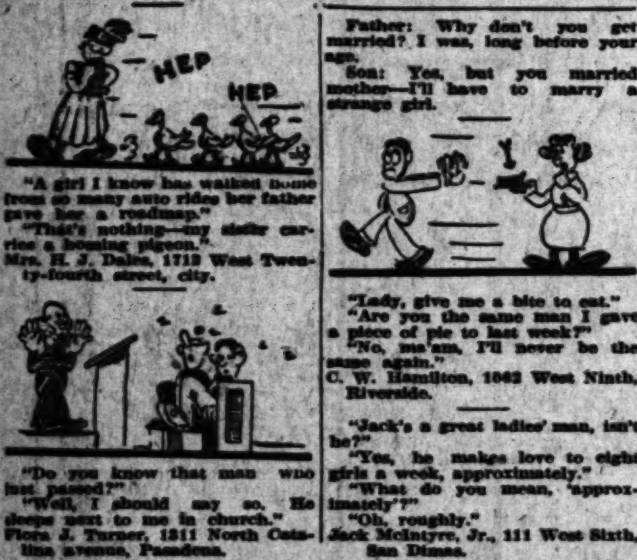 HEP
HEP
"A girl I know has walked home
from so many auto rides her father
gave her a roadmap."
"That's nothing—my sister car-
ries a homing pigeon."
Mrs. H. J. Dales, 1712 West Twen-
ty-fourth street, city.
"Do you know that man who
just passed?"
"Well, I should say so. He
sleeps next to me in church."
Flora J. Turner, 1311 North Cata-
lina avenue, Pasadena.
Father: Why don't you get
married? I was, long before your
age.
Son: Yes, but you married
mother—I'll have to marry a
strange girl.
"Lady, give me a bite to eat."
"Are you the same man I gave
a piece of pie to last week?"
"No, ma'am, I'll never be the
same again."
C. W. Hamilton, 1862 West Ninth,
Riverside.
"Jack's a great ladies' man, isn't
he?"
"Yes, he makes love to eight
girls a week, approximately."
"What do you mean, 'approx-
imately'?"
"Oh, roughly."
Jack McIntyre, Jr., 111 West Sixth,
San Dimas.